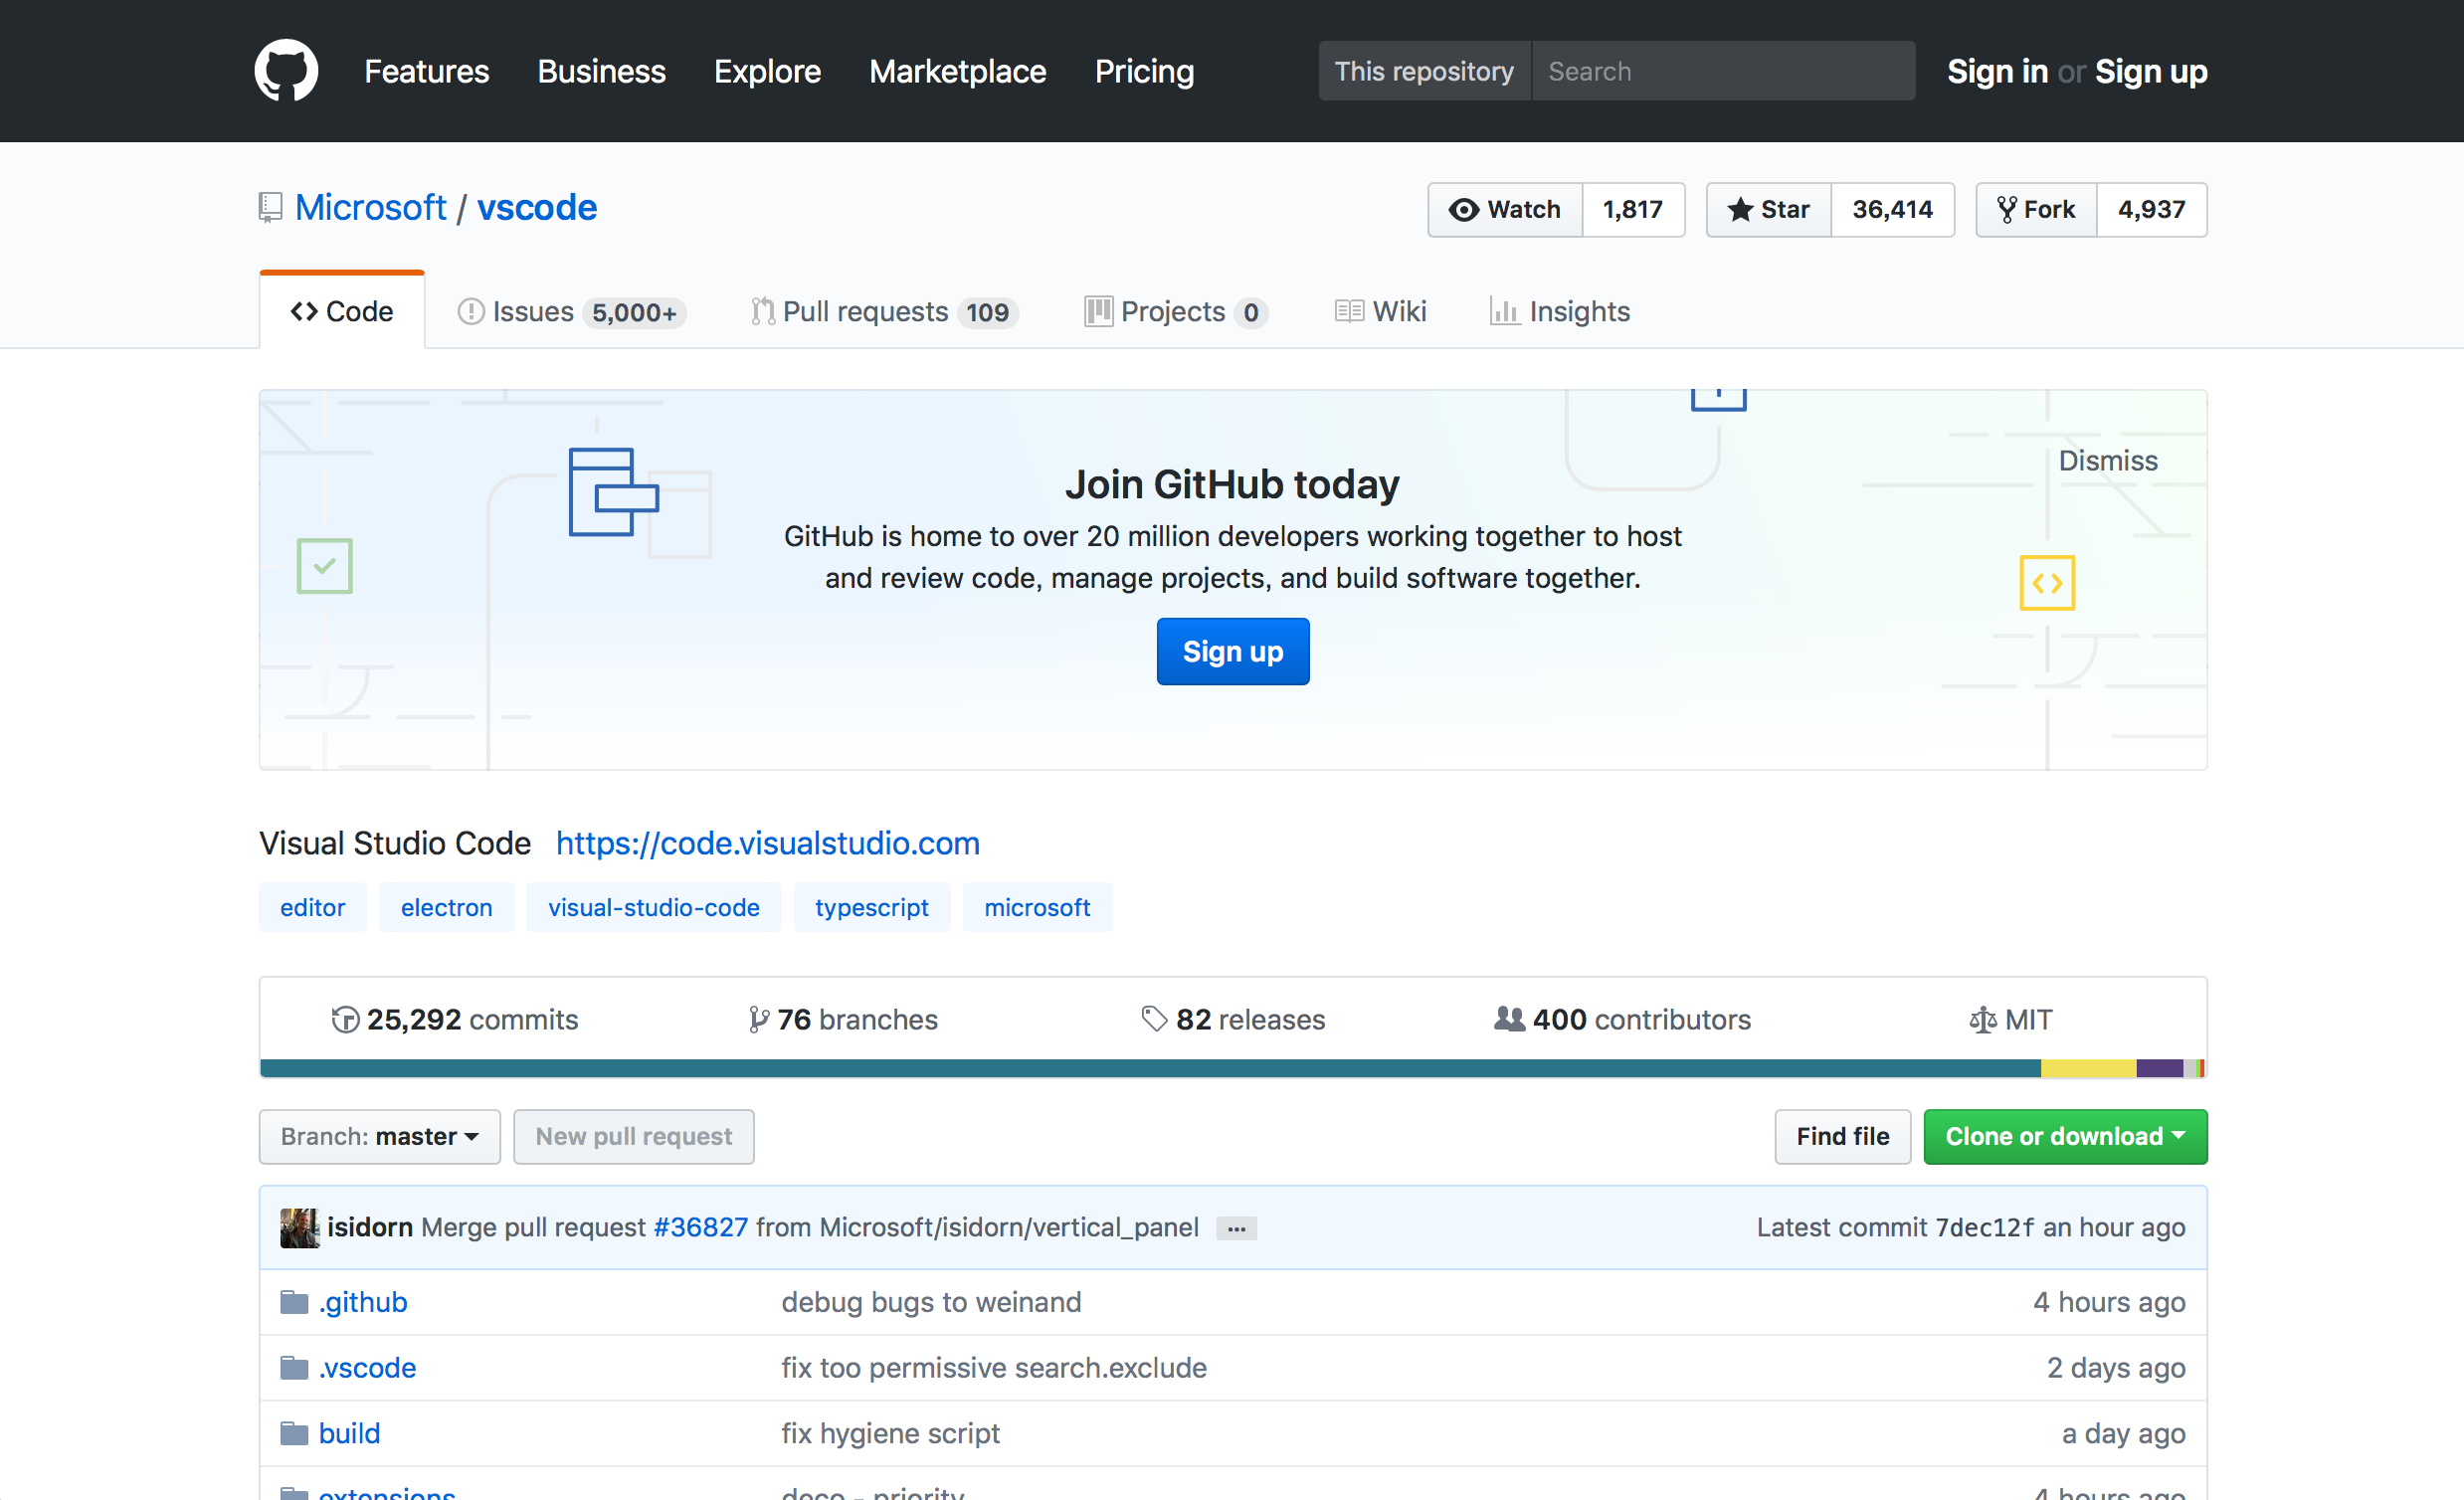 Features Business Explore Marketplace Pricing This repository Search Sign in or Sign up
Microsoft / vscode Watch 1,817 Star 36,414 Fork 4,937
Code Issues 5,000+ Pull requests 109 Projects 0 Wiki Insights
Dismiss
Join GitHub today
GitHub is home to over 20 million developers working together to host
and review code, manage projects, and build software together.
Sign up
Visual Studio Code https://code.visualstudio.com
editor electron visual-studio-code typescript microsoft
25,292 commits 76 branches 82 releases 400 contributors MIT
Branch: master New pull request Find file Clone or download
isidorn Merge pull request #36827 from Microsoft/isidorn/vertical_panel … Latest commit 7dec12f an hour ago
.github debug bugs to weinand 4 hours ago
.vscode fix too permissive search.exclude 2 days ago
build fix hygiene script a day ago
extensions deco - priority 4 hours ago